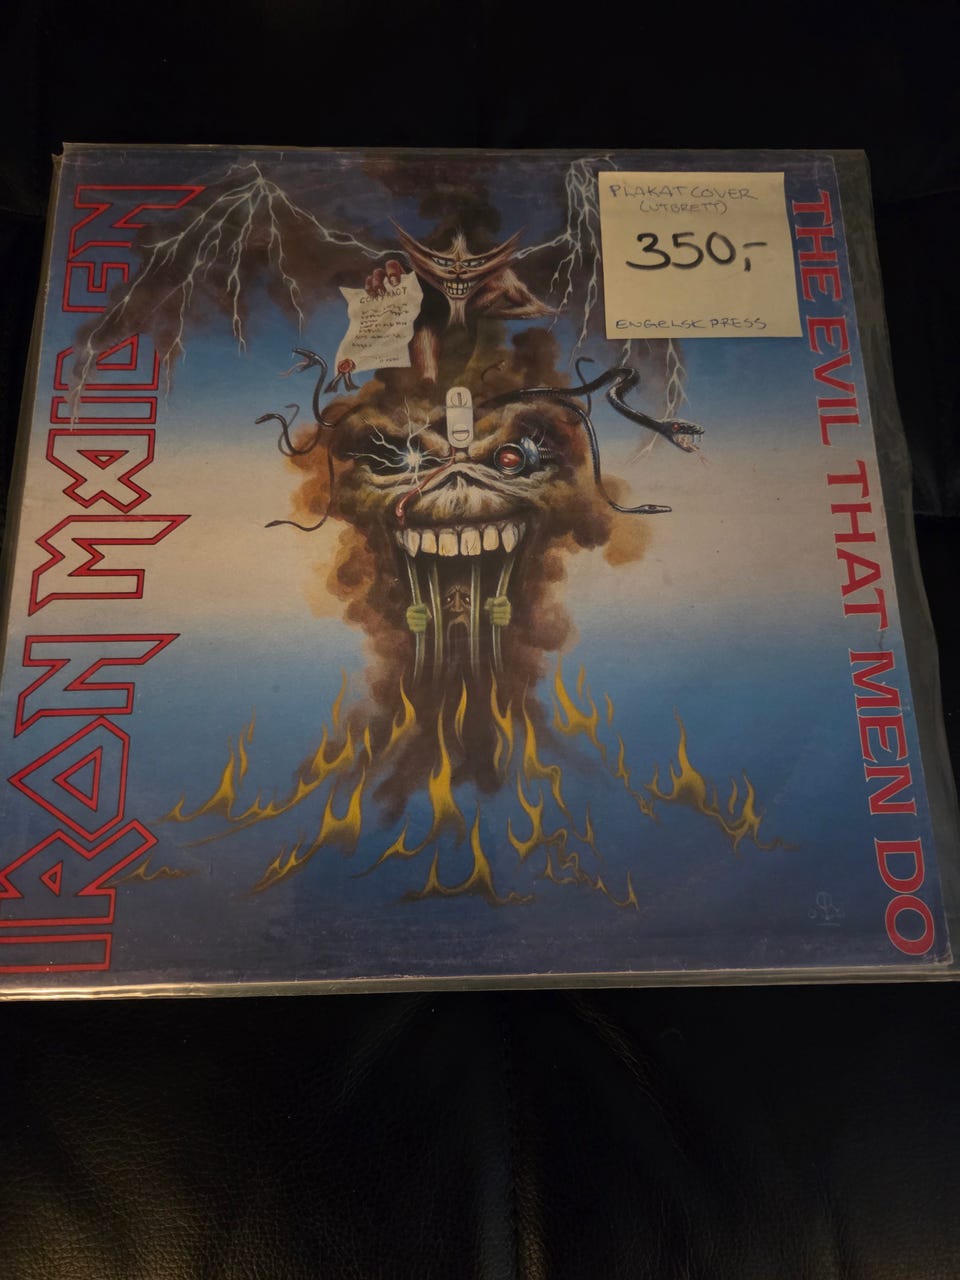 IRON MAIDEN
PLAKATCOVER
(UTBRETT)
350,-
ENGELSK PRESS
CONTRACT
THE EVIL THAT MEN DO